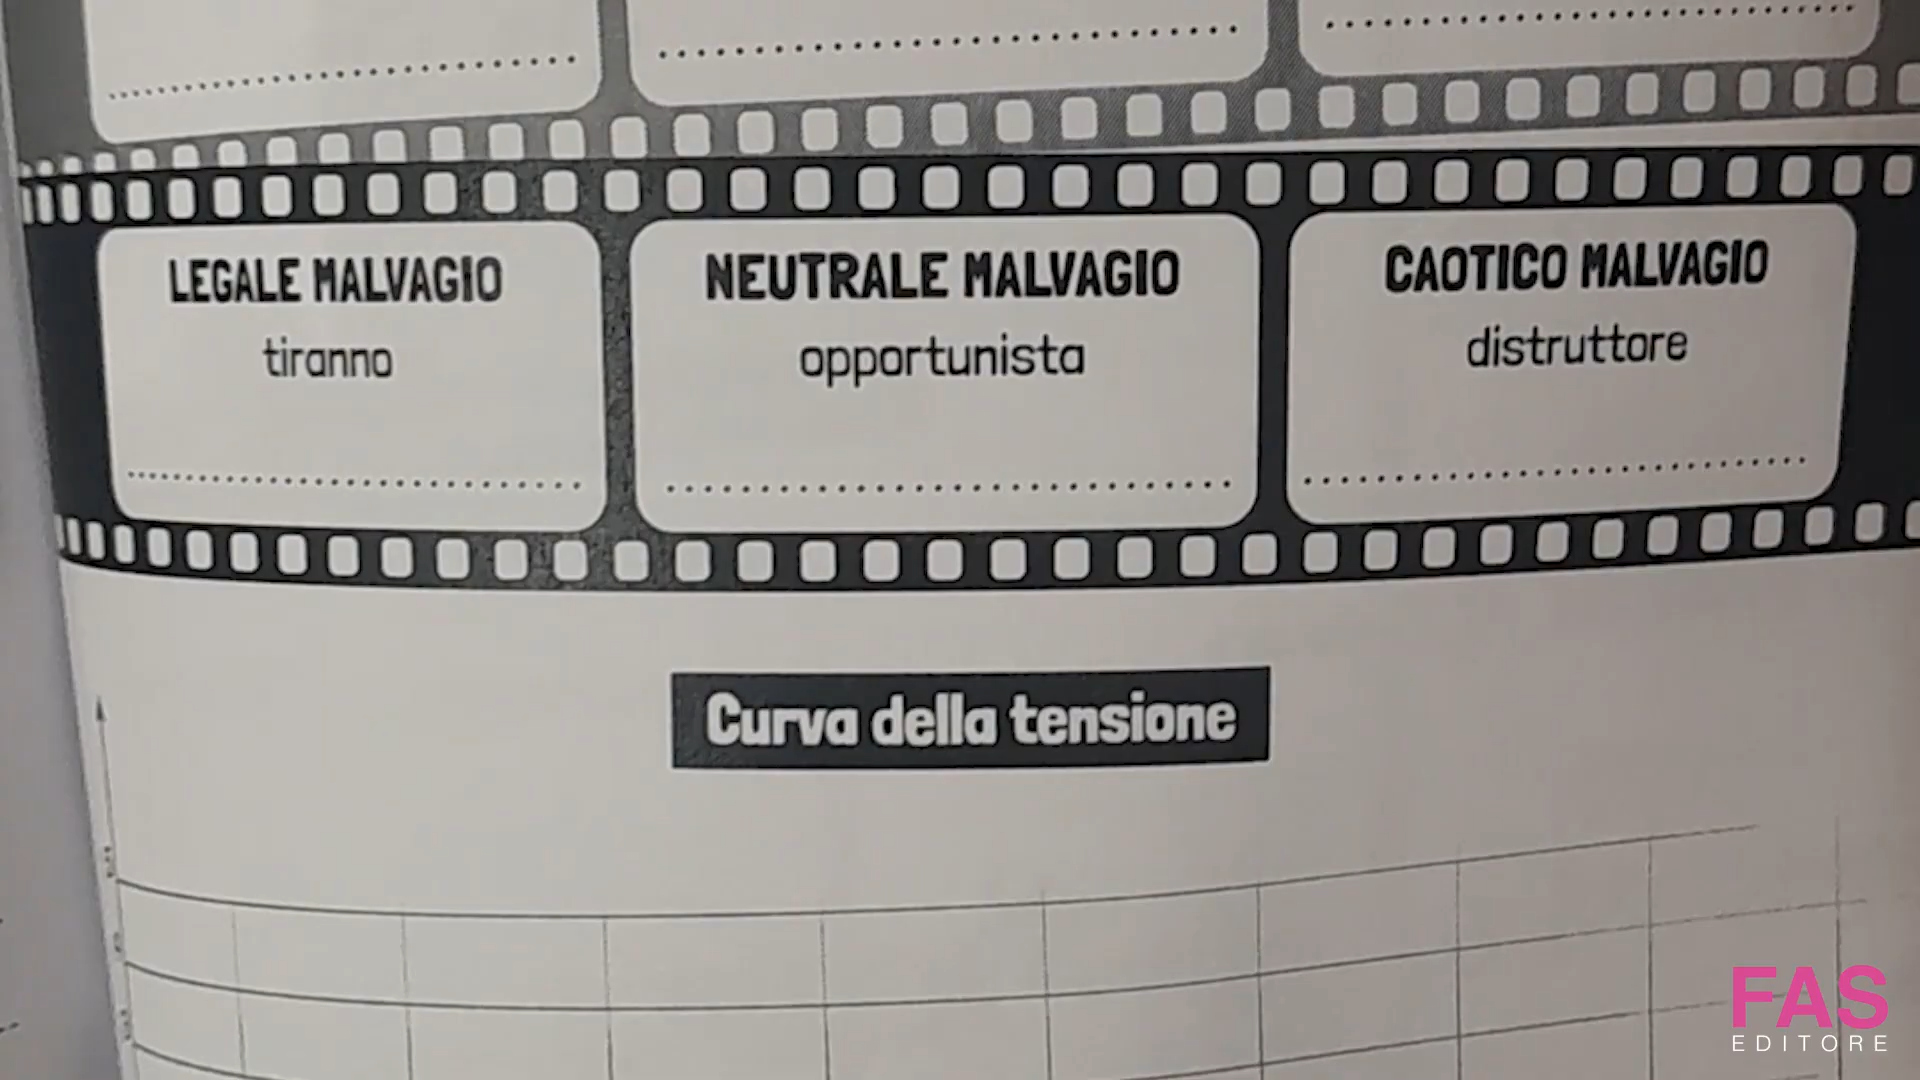 LEGALE MALVAGIO
tiranno
NEUTRALE MALVAGIO
opportunista
CAOTICO MALVAGIO
distruttore
Curva della tensione
FAS
EDITORE